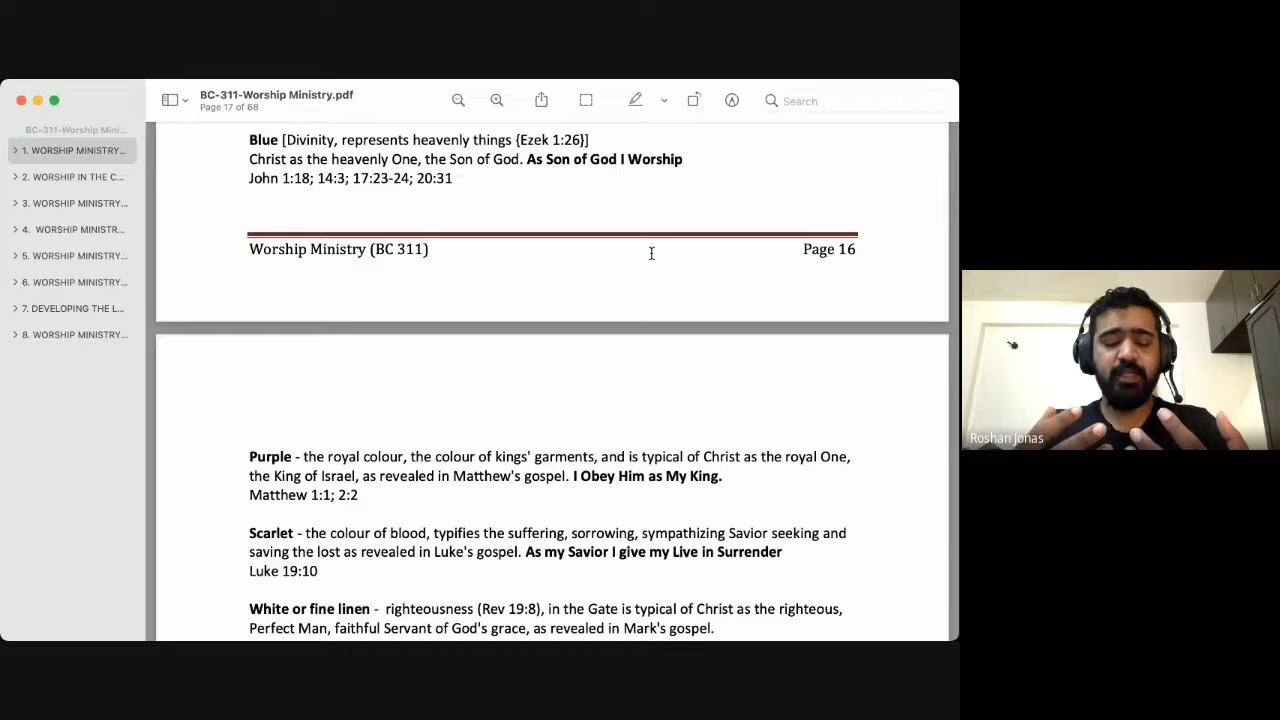 BC-311-Worship Ministry.pdf
Page 17 of 68
Search
BC-311-Worship Mini...
1. WORSHIP MINISTRY...
2. WORSHIP IN THE C...
3. WORSHIP MINISTRY...
4. WORSHIP MINISTR...
5. WORSHIP MINISTRY...
6. WORSHIP MINISTRY...
7. DEVELOPING THE L...
8. WORSHIP MINISTRY...
Blue [Divinity, represents heavenly things {Ezek 1:26}]
Christ as the heavenly One, the Son of God. As Son of God I Worship
John 1:18; 14:3; 17:23-24; 20:31
Worship Ministry (BC 311) Page 16
Purple - the royal colour, the colour of kings' garments, and is typical of Christ as the royal One,
the King of Israel, as revealed in Matthew's gospel. I Obey Him as My King.
Matthew 1:1; 2:2
Scarlet - the colour of blood, typifies the suffering, sorrowing, sympathizing Savior seeking and
saving the lost as revealed in Luke's gospel. As my Savior I give my Live in Surrender
Luke 19:10
White or fine linen - righteousness (Rev 19:8), in the Gate is typical of Christ as the righteous,
Perfect Man, faithful Servant of God's grace, as revealed in Mark's gospel.
Roshan Jonas